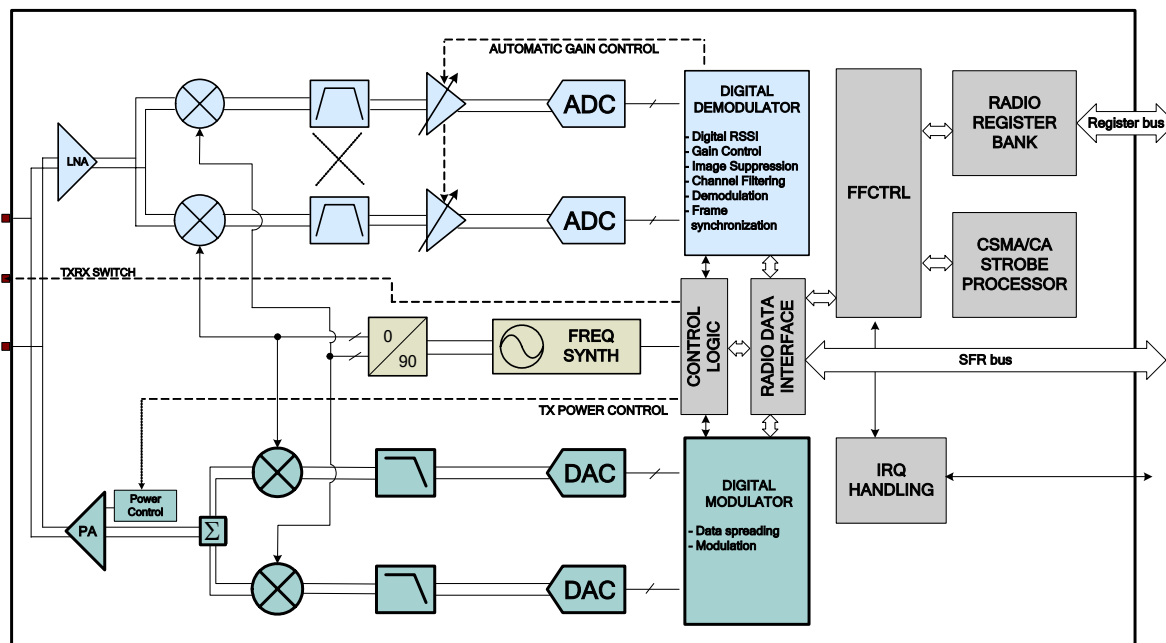 AUTOMATIC GAIN CONTROL
LNA
ADC
ADC
DIGITAL
DEMODULATOR
- Digital RSSI
- Gain Control
- Image Suppression
- Channel Filtering
- Demodulation
- Frame
synchronization
FFCTRL
RADIO
REGISTER
BANK
Register bus
CSMA/CA
STROBE
PROCESSOR
TXRX SWITCH
0
90
FREQ
SYNTH
CONTROL
LOGIC
RADIO DATA
INTERFACE
SFR bus
TX POWER CONTROL
Power
Control
PA
Σ
DAC
DAC
DIGITAL
MODULATOR
- Data spreading
- Modulation
IRQ
HANDLING